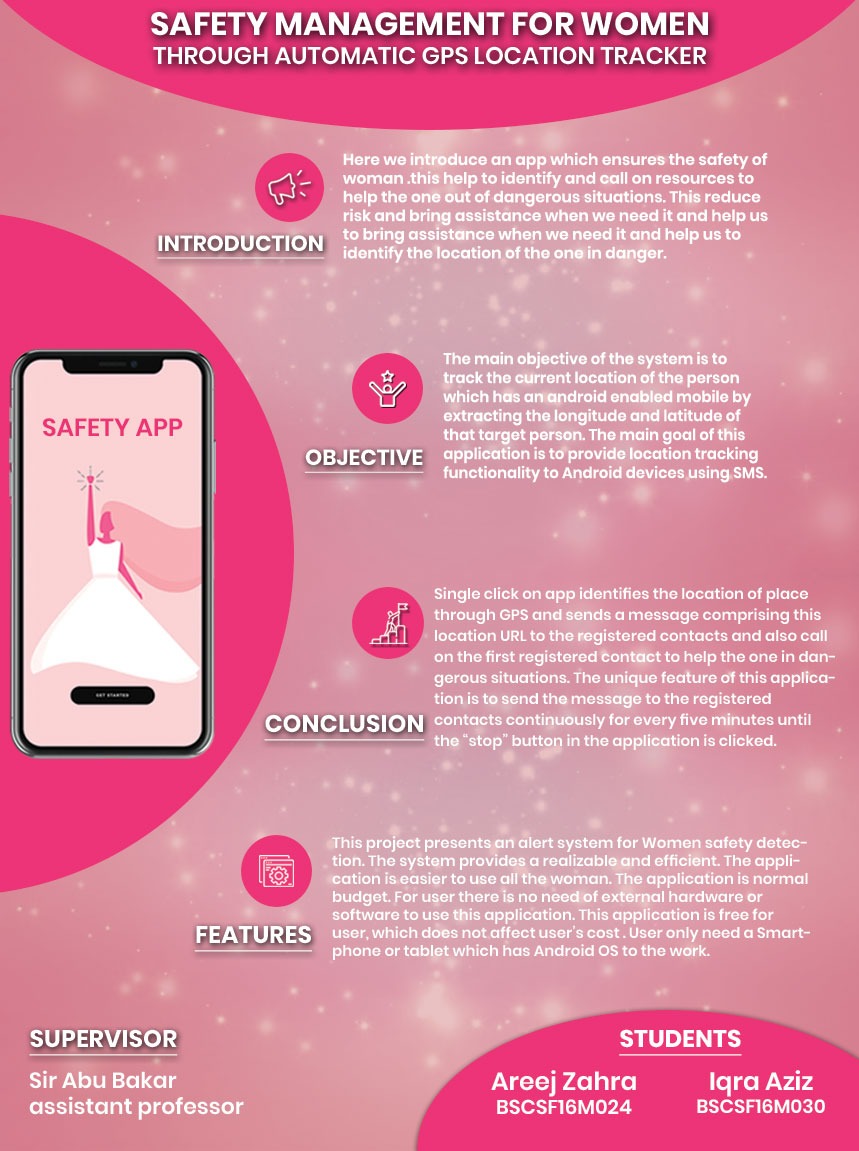 SAFETY MANAGEMENT FOR WOMEN
THROUGH AUTOMATIC GPS LOCATION TRACKER
INTRODUCTION
Here we introduce an app which ensures the safety of
woman .this help to identify and call on resources to
help the one out of dangerous situations. This reduce
risk and bring assistance when we need it and help us
to bring assistance when we need it and help us to
identify the location of the one in danger.
SAFETY APP
GET STARTED
OBJECTIVE
The main objective of the system is to
track the current location of the person
which has an android enabled mobile by
extracting the longitude and latitude of
that target person. The main goal of this
application is to provide location tracking
functionality to Android devices using SMS.
CONCLUSION
Single click on app identifies the location of place
through GPS and sends a message comprising this
location URL to the registered contacts and also call
on the first registered contact to help the one in dan-
gerous situations. The unique feature of this applica-
tion is to send the message to the registered
contacts continuously for every five minutes until
the “stop” button in the application is clicked.
FEATURES
This project presents an alert system for Women safety detec-
tion. The system provides a realizable and efficient. The appli-
cation is easier to use all the woman. The application is normal
budget. For user there is no need of external hardware or
software to use this application. This application is free for
user, which does not affect user's cost . User only need a Smart-
phone or tablet which has Android OS to the work.
SUPERVISOR
Sir Abu Bakar
assistant professor
STUDENTS
Areej Zahra
BSCSF16M024
Iqra Aziz
BSCSF16M030